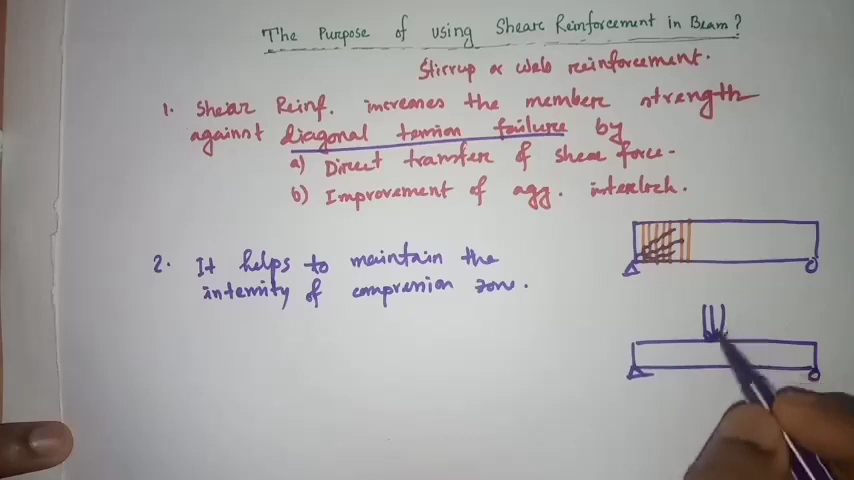 The Purpose of using Shear Reinforcement in Beam?
Stirrup or web reinforcement.
1. Shear Reinf. increases the member strength
against diagonal tension failure by
a) Direct transfer of shear force.
b) Improvement of agg. interlock.
2. It helps to maintain the
intensity of compression zone.